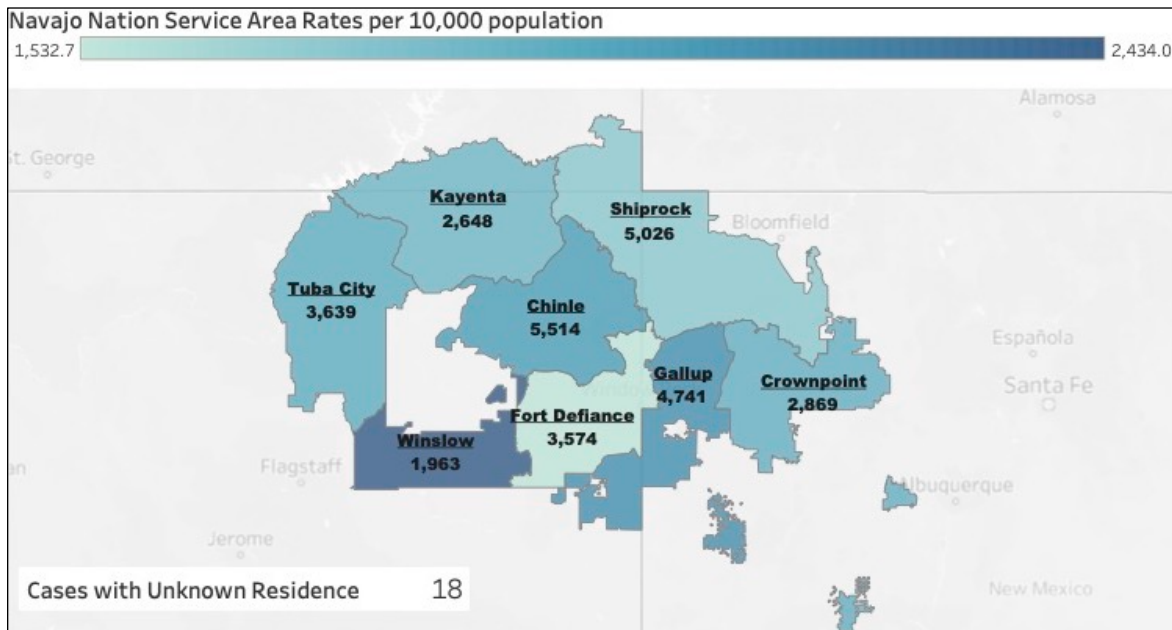 Navajo Nation Service Area Rates per 10,000 population
1,532.7
2,434.0
Alamosa
St. George
Kayenta
2,648
Shiprock
5,026
Bloomfield
Tuba City
3,639
Chinle
5,514
Española
Gallup
4,741
Crownpoint
2,869
Santa Fe
Fort Defiance
3,574
Winslow
1,963
Flagstaff
Albuquerque
Jerome
Cases with Unknown Residence 18
New Mexico